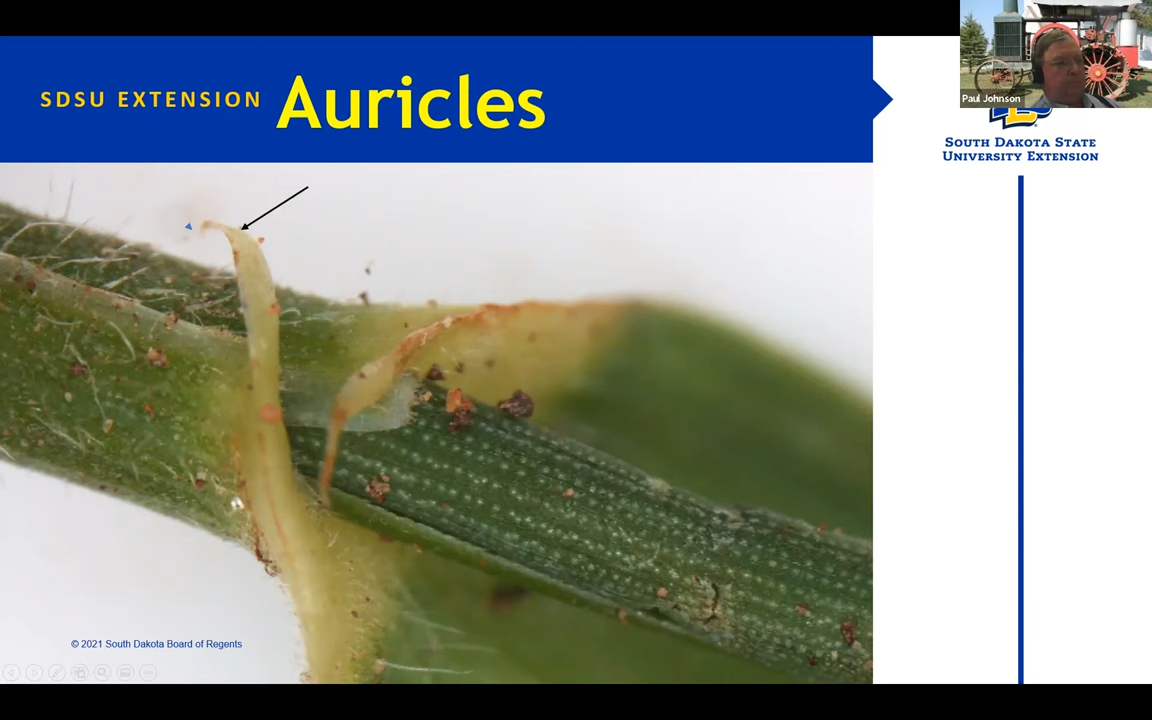 SDSU EXTENSION Auricles
Paul Johnson
SOUTH DAKOTA STATE
UNIVERSITY EXTENSION
© 2021 South Dakota Board of Regents